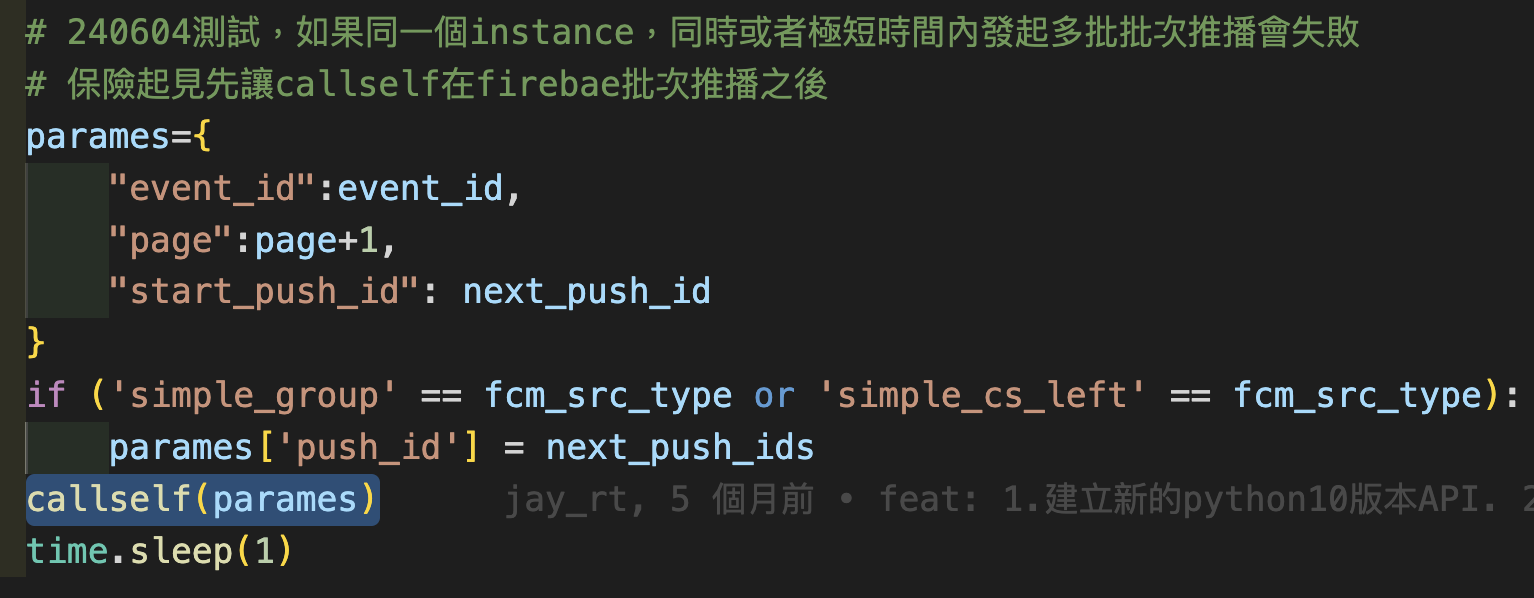 # 240604測試，如果同一個instance，同時或者極短時間內發起多批批次推播會失敗
# 保險起見先讓callself在firebae批次推播之後
parames={
    "event_id":event_id,
    "page":page+1,
    "start_push_id": next_push_id
}
if ('simple_group' == fcm_src_type or 'simple_cs_left' == fcm_src_type):
    parames['push_id'] = next_push_ids
callself(parames)    jay_rt, 5 個月前 • feat: 1.建立新的python10版本API. 2
time.sleep(1)